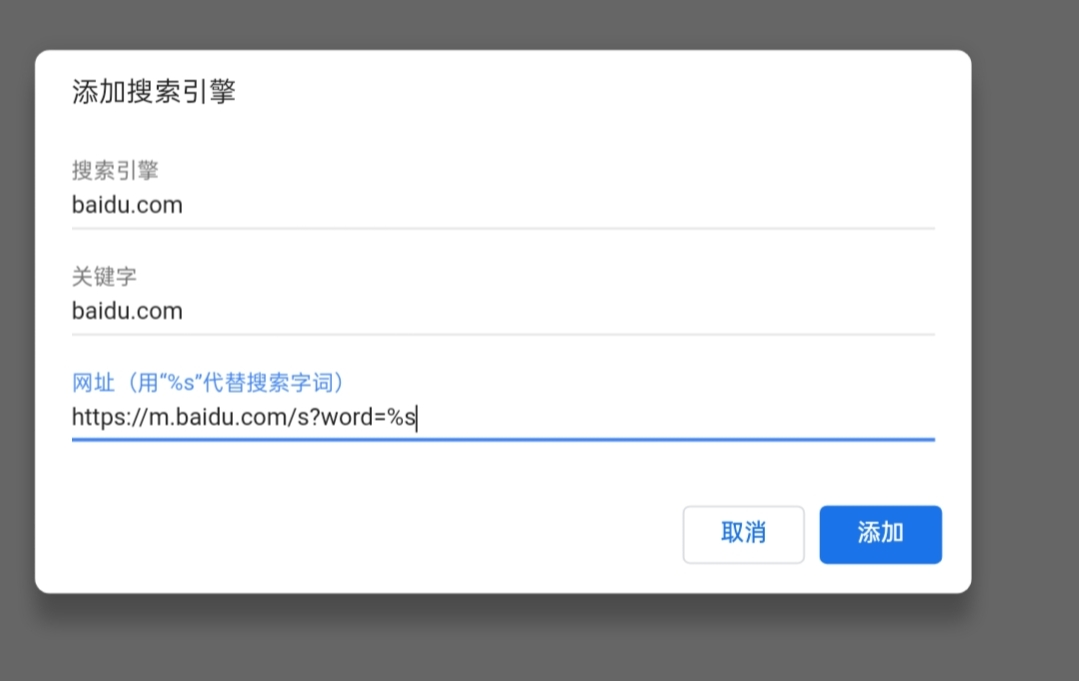 添加搜索引擎
搜索引擎
baidu.com
关键字
baidu.com
网址（用“%s”代替搜索字词）
https://m.baidu.com/s?word=%s
取消
添加